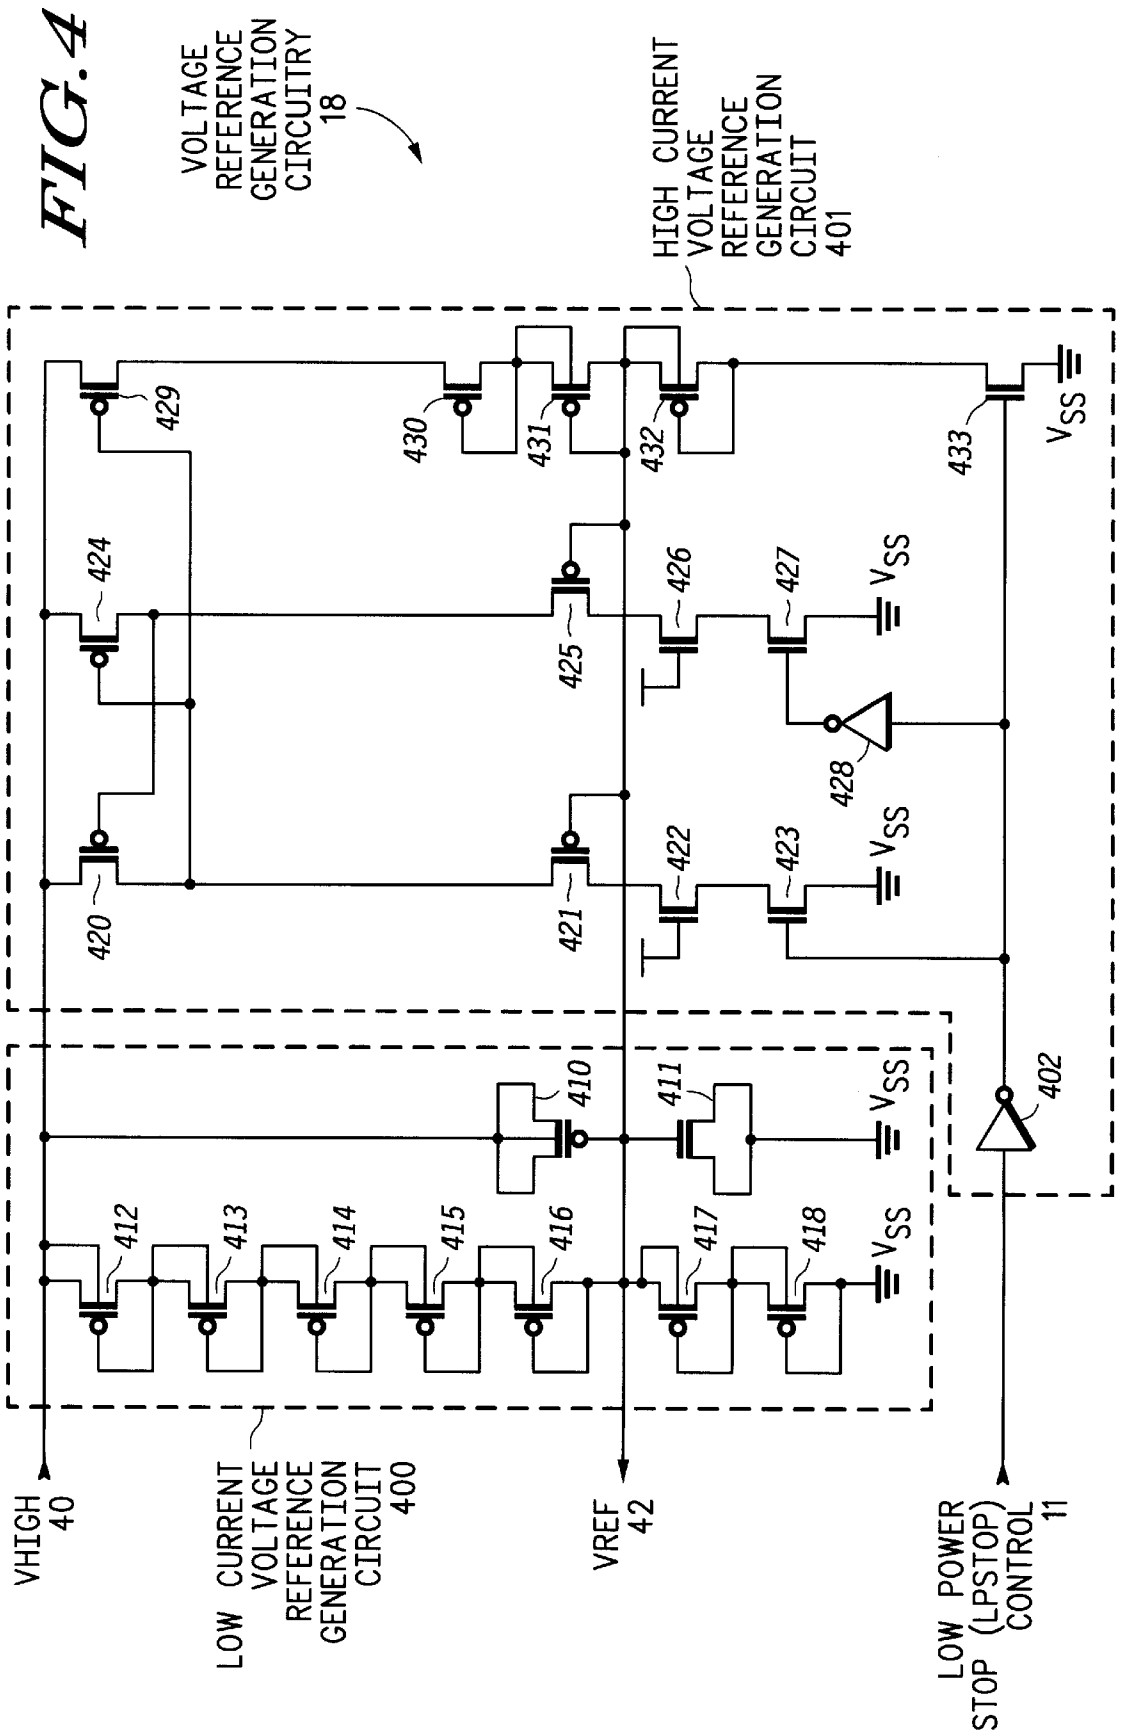 FIG.4
VOLTAGE
REFERENCE
GENERATION
CIRCUITRY
18
HIGH CURRENT
VOLTAGE
REFERENCE
GENERATION
CIRCUIT
401
VHIGH
40
LOW CURRENT
VOLTAGE
REFERENCE
GENERATION
CIRCUIT
400
VREF
42
LOW POWER
STOP (LPSTOP)
CONTROL
11
412
413
414
415
416
417
418
VSS
410
411
VSS
402
420
421
422
423
VSS
424
425
426
427
428
VSS
429
430
431
432
433
VSS